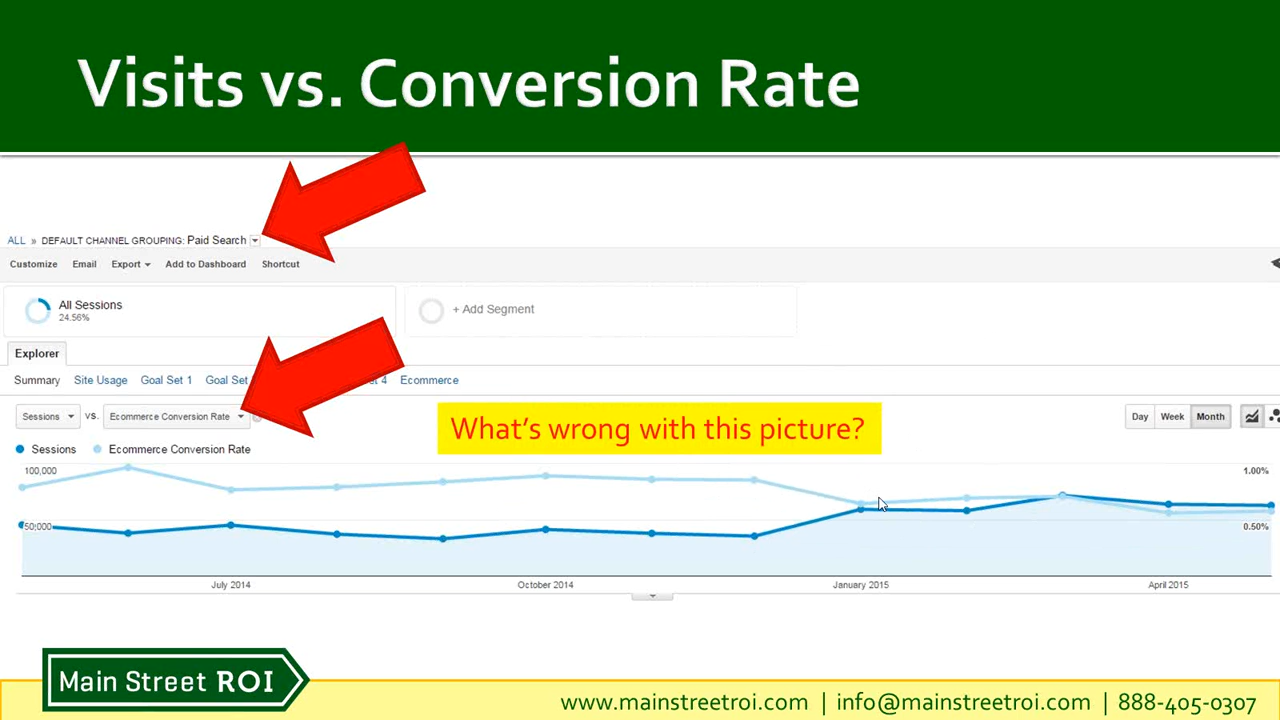 Visits vs. Conversion Rate
ALL » DEFAULT CHANNEL GROUPING: Paid Search
Customize Email Export Add to Dashboard Shortcut
All Sessions
24.56%
+ Add Segment
Explorer
Summary Site Usage Goal Set 1 Goal Set 4 Ecommerce
Sessions vs. Ecommerce Conversion Rate
What's wrong with this picture?
Day Week Month
Sessions Ecommerce Conversion Rate
100,000 1.00%
50,000 0.50%
July 2014 October 2014 January 2015 April 2015
Main Street ROI
www.mainstreetroi.com | info@mainstreetroi.com | 888-405-0307